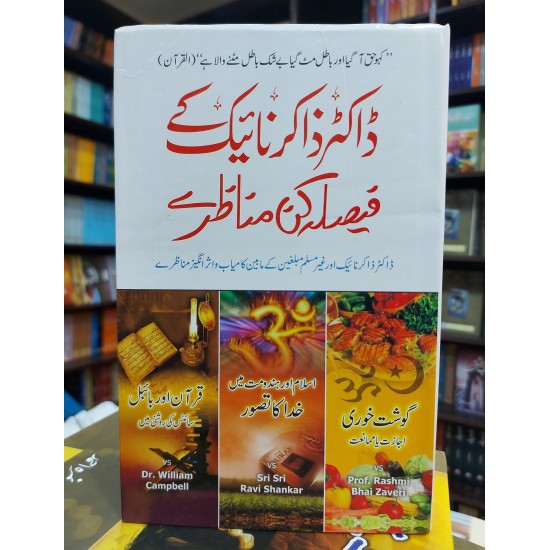 ”کہو حق آ گیا اور باطل مٹ گیا بے شک باطل مٹنے والا ہے“ (القرآن)
ڈاکٹر ذاکر نائیک کے
فیصلہ کن مناظرے
ڈاکٹر ذاکر نائیک اور غیر مسلم مبلغین کے مابین کامیاب و اثر انگیز مناظرے
گوشت خوری
اجازت یا ممانعت
vs
Prof. Rashmi
Bhai Zaveri
اسلام اور ہندو مت میں
خدا کا تصور
vs
Sri Sri
Ravi Shankar
قرآن اور بائبل
سائنس کی روشنی میں
vs
Dr. William
Campbell